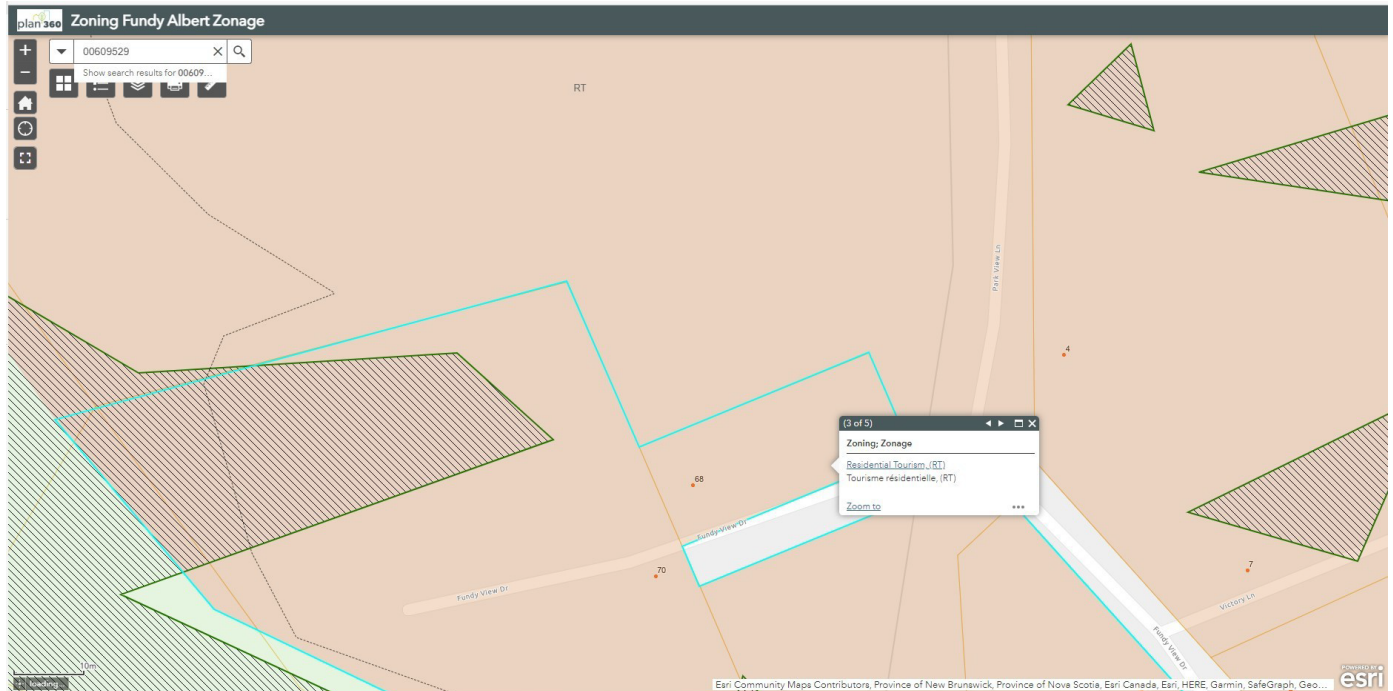 plan 360 Zoning Fundy Albert Zonage
00609529
Show search results for 00609...
RT
Park View Ln
4
(3 of 5)
Zoning; Zonage
Residential Tourism, (RT)
Tourisme résidentielle, (RT)
Zoom to
68
Fundy View Dr
70
Fundy View Dr
7
Victory Ln
Fundy View Dr
10m
loading...
Esri Community Maps Contributors, Province of New Brunswick, Province of Nova Scotia, Esri Canada, Esri, HERE, Garmin, SafeGraph, Geo...
POWERED BY
esri